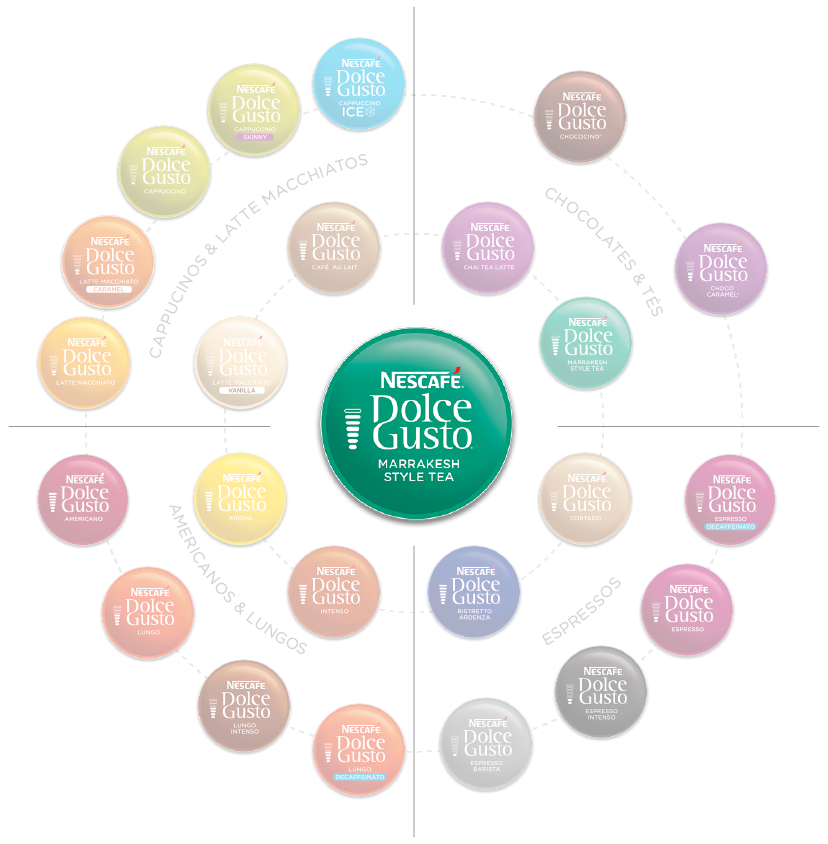 NESCAFÉ
DOLCE
GUSTO
CAPPUCCINO
ICE
NESCAFÉ
DOLCE
GUSTO
CAPPUCCINO
SKINNY
NESCAFÉ
DOLCE
GUSTO
CHOCOCINO
NESCAFÉ
DOLCE
GUSTO
CAPPUCCINO
CAPPUCINOS & LATTE MACCHIATOS
CHOCOLATES & TÉS
NESCAFÉ
DOLCE
GUSTO
LATTE MACCHIATO
CARAMEL
NESCAFÉ
DOLCE
GUSTO
CAFÉ AU LAIT
NESCAFÉ
DOLCE
GUSTO
CHAI TEA LATTE
NESCAFÉ
DOLCE
GUSTO
CHOCO
CARAMEL
NESCAFÉ
DOLCE
GUSTO
LATTE MACCHIATO
NESCAFÉ
DOLCE
GUSTO
LATTE MACCHIATO
VANILLA
NESCAFÉ
DOLCE
GUSTO
MARRAKESH
STYLE TEA
NESCAFÉ
DOLCE
GUSTO
MARRAKESH
STYLE TEA
NESCAFÉ
DOLCE
GUSTO
AMERICANO
NESCAFÉ
DOLCE
GUSTO
AROMA
NESCAFÉ
DOLCE
GUSTO
CORTADO
NESCAFÉ
DOLCE
GUSTO
ESPRESSO
DECAFFEINATO
AMERICANOS & LUNGOS
ESPRESSOS
NESCAFÉ
DOLCE
GUSTO
LUNGO
NESCAFÉ
DOLCE
GUSTO
INTENSO
NESCAFÉ
DOLCE
GUSTO
RISTRETTO
ARDENZA
NESCAFÉ
DOLCE
GUSTO
ESPRESSO
NESCAFÉ
DOLCE
GUSTO
LUNGO
INTENSO
NESCAFÉ
DOLCE
GUSTO
ESPRESSO
INTENSO
NESCAFÉ
DOLCE
GUSTO
LUNGO
DECAFFEINATO
NESCAFÉ
DOLCE
GUSTO
ESPRESSO
BARISTA